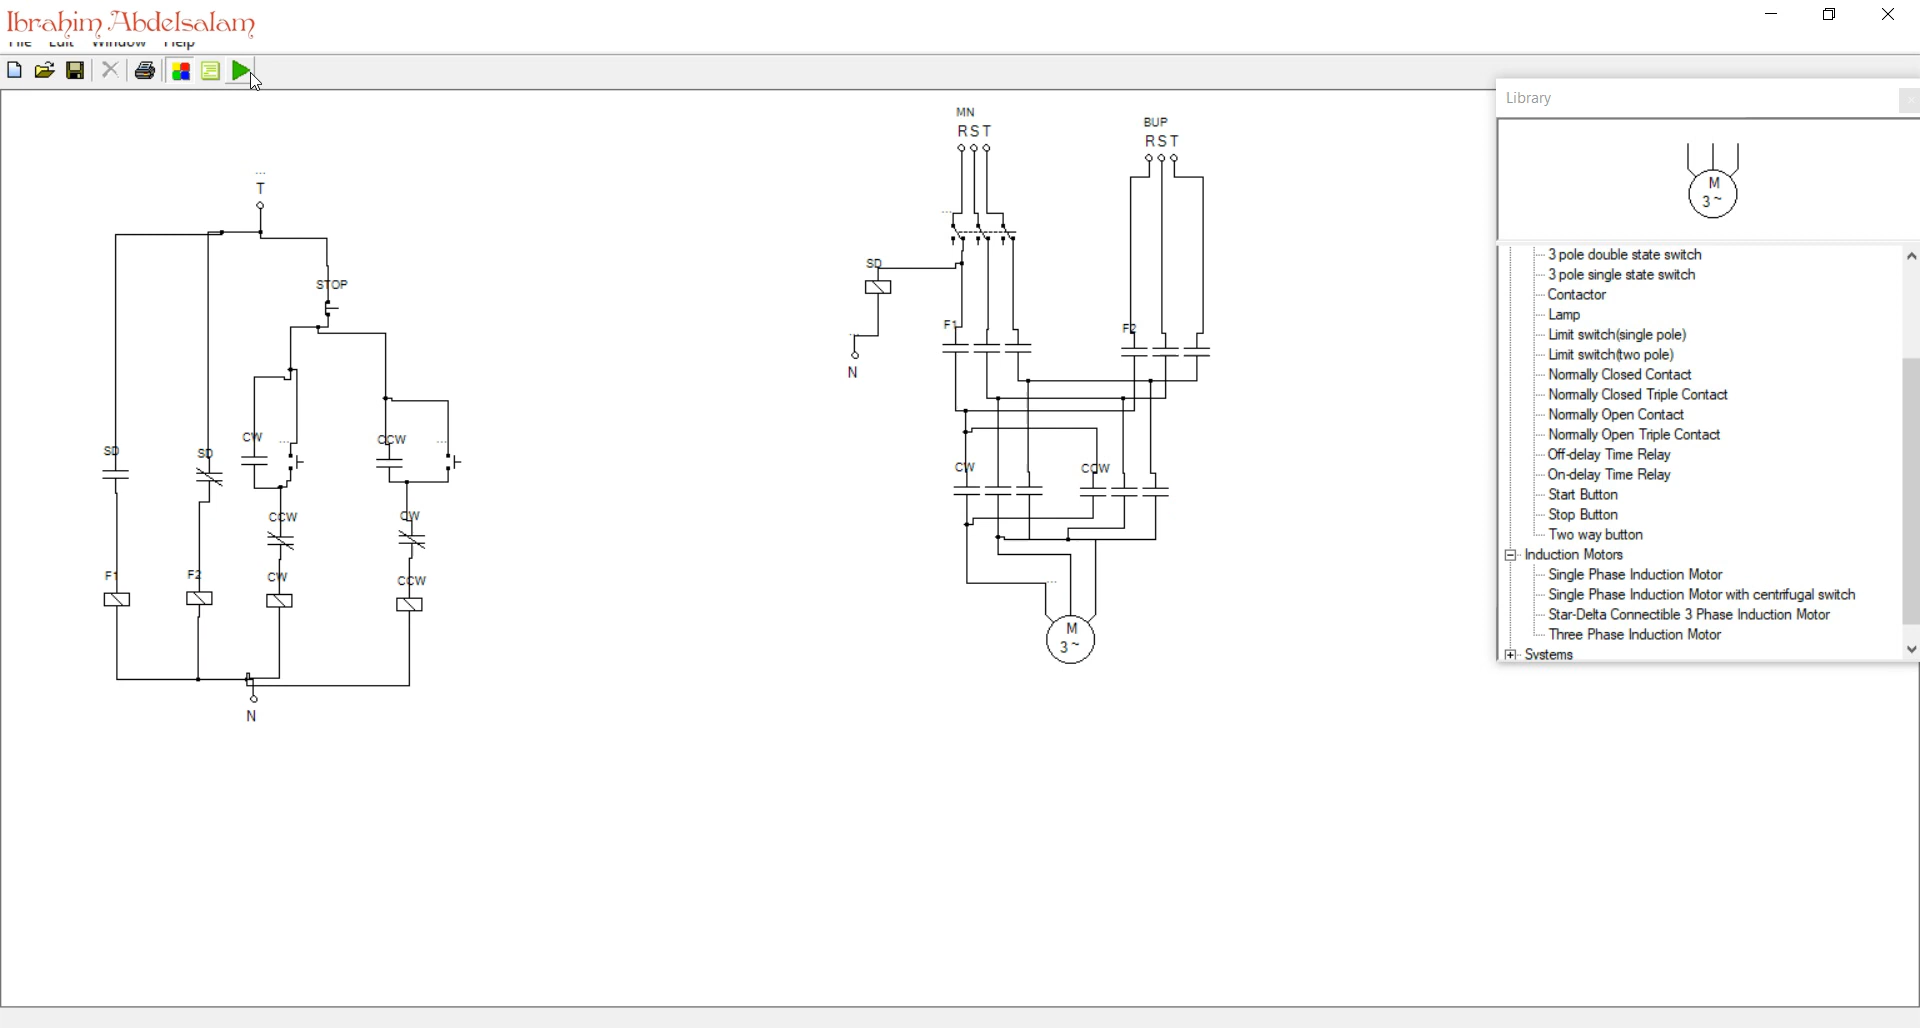 Ibrahim Abdelsalam
File Edit Window Help
Library
M
3~
3 pole double state switch
3 pole single state switch
Contactor
Lamp
Limit switch(single pole)
Limit switch(two pole)
Normally Closed Contact
Normally Closed Triple Contact
Normally Open Contact
Normally Open Triple Contact
Off-delay Time Relay
On-delay Time Relay
Start Button
Stop Button
Two way button
Induction Motors
Single Phase Induction Motor
Single Phase Induction Motor with centrifugal switch
Star-Delta Connectible 3 Phase Induction Motor
Three Phase Induction Motor
Systems
...
T
STOP
SD
SD
CW
...
CCW
...
CCW
CW
F1
F2
CW
CCW
N
MN
R S T
BUP
R S T
...
SD
...
N
F1
F2
CW
CCW
...
M
3~